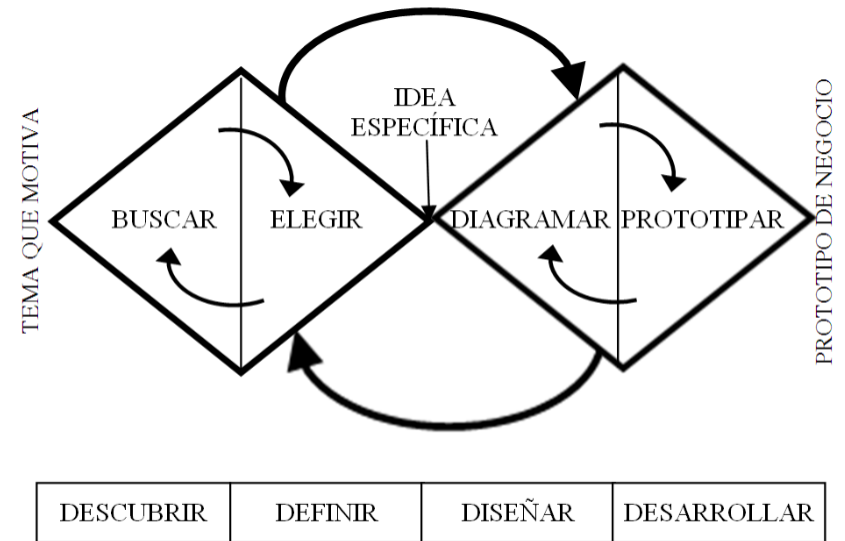 TEMA QUE MOTIVA
IDEA
ESPECÍFICA
BUSCAR
ELEGIR
DIAGRAMAR
PROTOTIPAR
PROTOTIPO DE NEGOCIO
DESCUBRIR
DEFINIR
DISEÑAR
DESARROLLAR